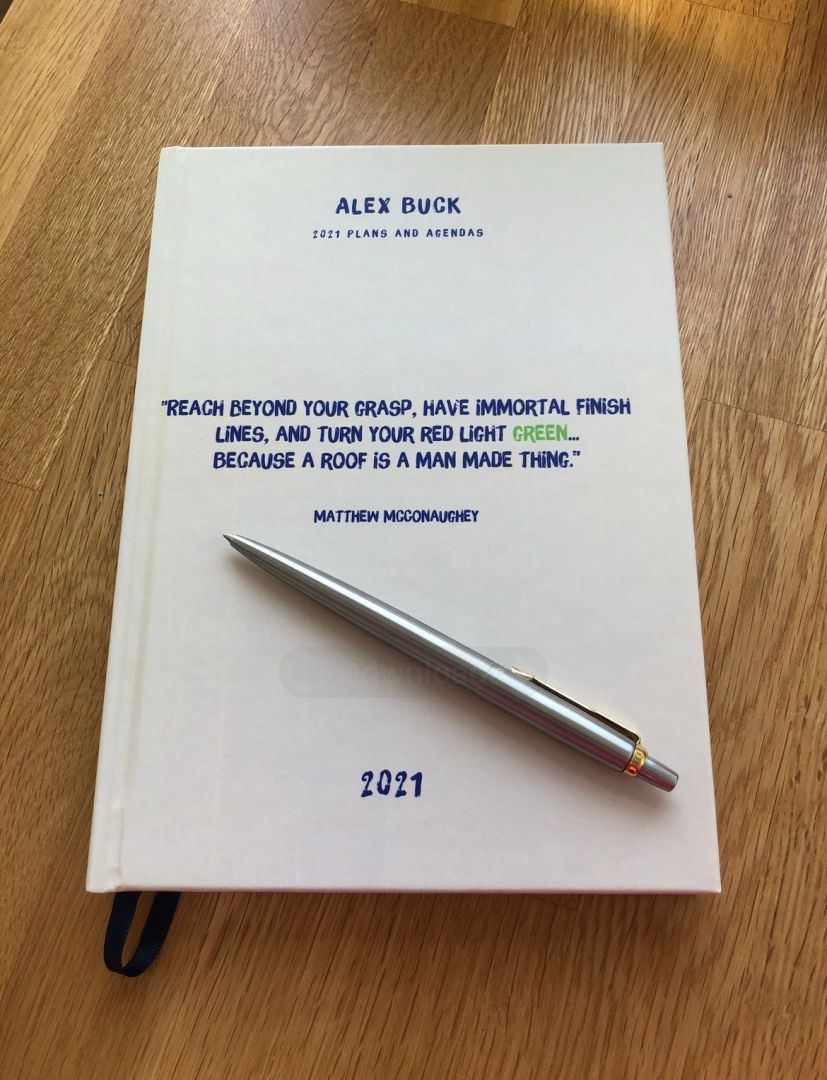 ALEX BUCK
2021 PLANS AND AGENDAS
"REACH BEYOND YOUR GRASP, HAVE IMMORTAL FINISH
LINES, AND TURN YOUR RED LIGHT GREEN...
BECAUSE A ROOF IS A MAN MADE THING."
MATTHEW MCCONAUGHEY
2021